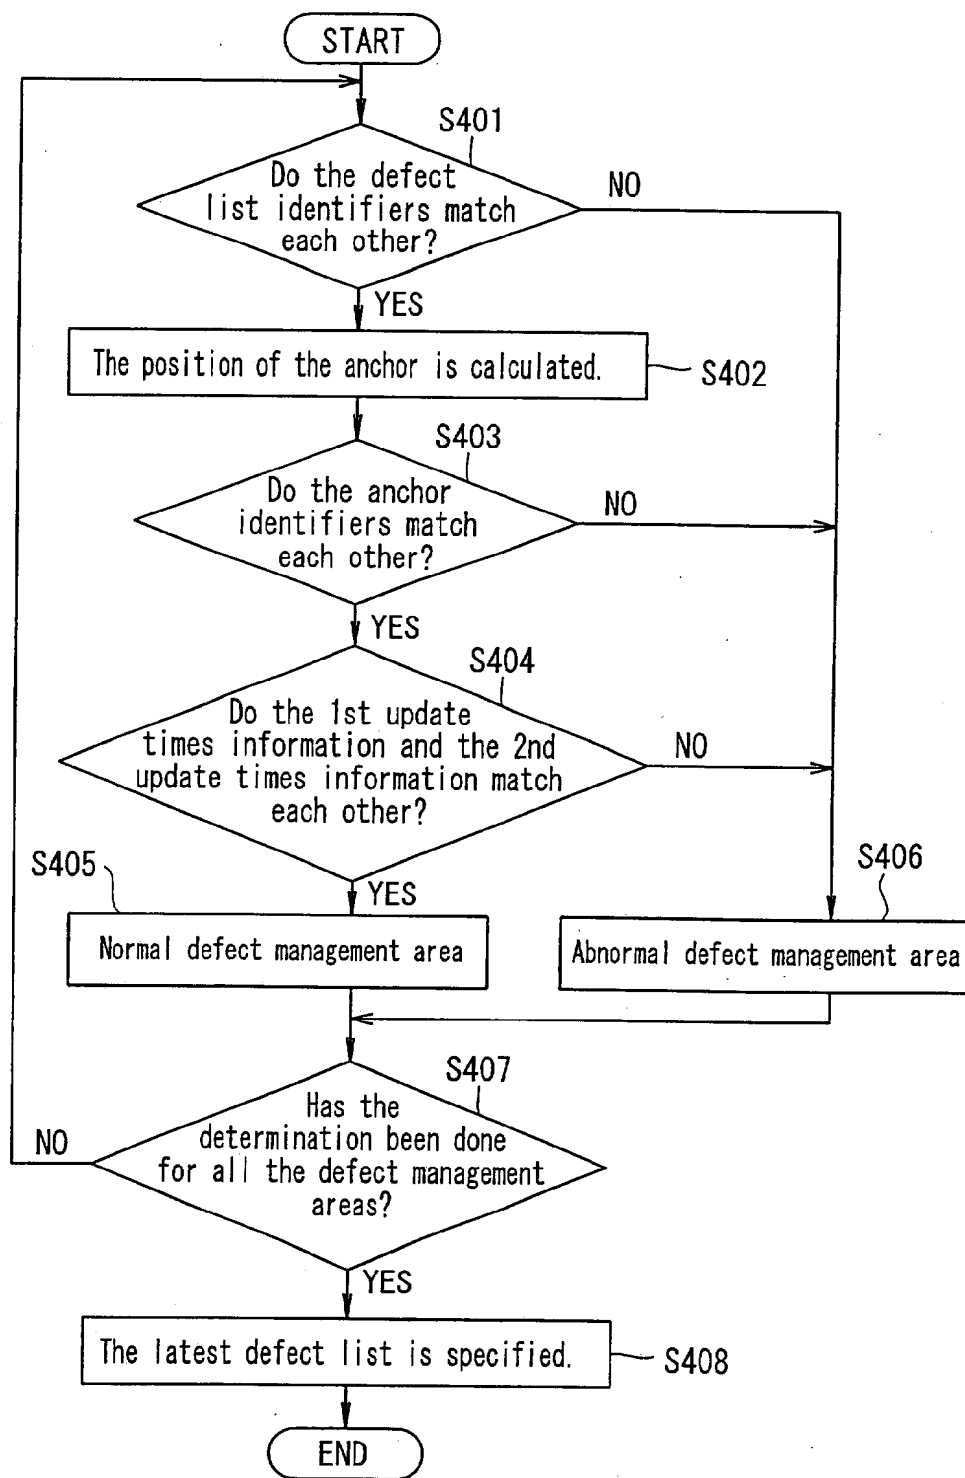 START
S401
Do the defect
list identifiers match
each other?
NO
YES
The position of the anchor is calculated.
S402
S403
Do the anchor
identifiers match
each other?
NO
YES
S404
Do the 1st update
times information and the 2nd
update times information match
each other?
NO
S405
YES
S406
Normal defect management area
Abnormal defect management area
S407
Has the
determination been done
for all the defect management
areas?
NO
YES
The latest defect list is specified.
S408
END